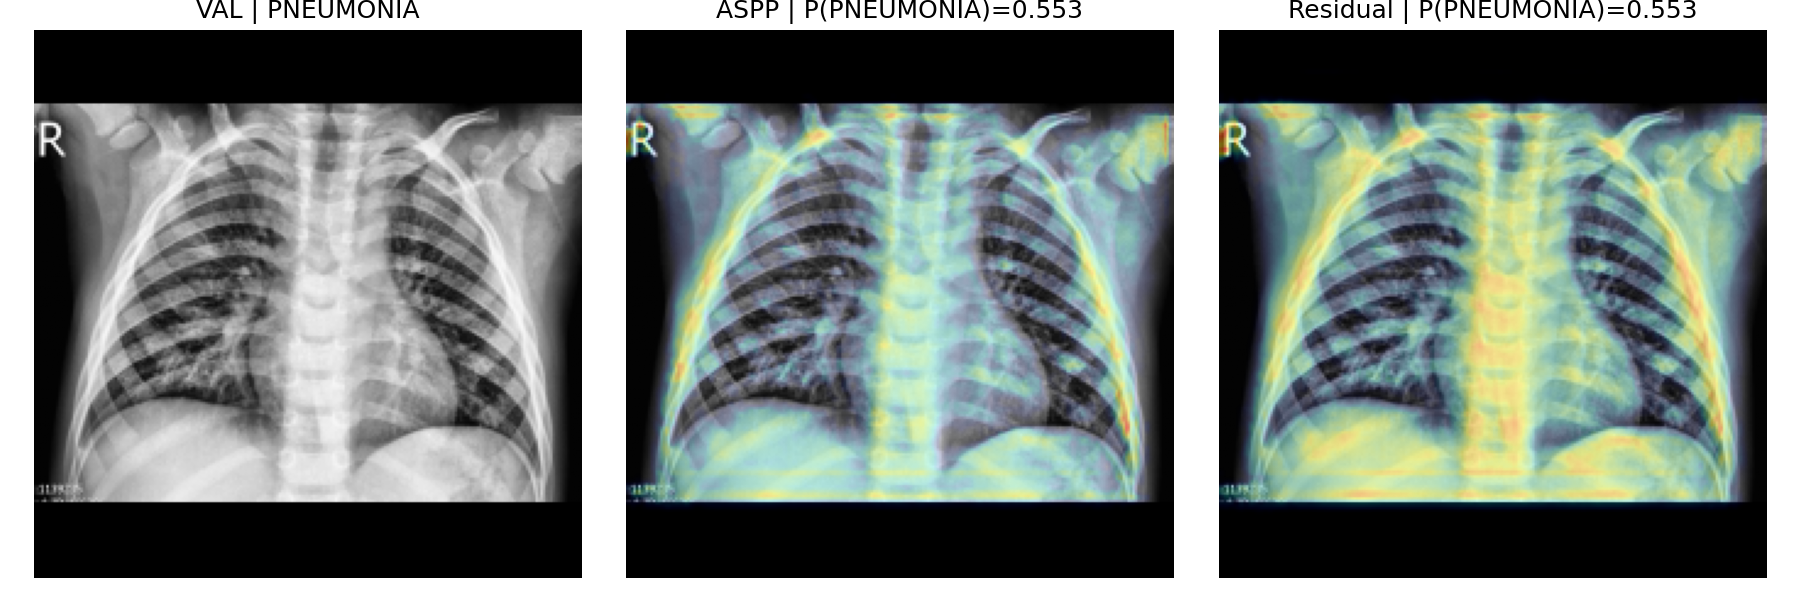 VAL | PNEUMONIA
ASPP | P(PNEUMONIA)=0.553
Residual | P(PNEUMONIA)=0.553
R
R
R